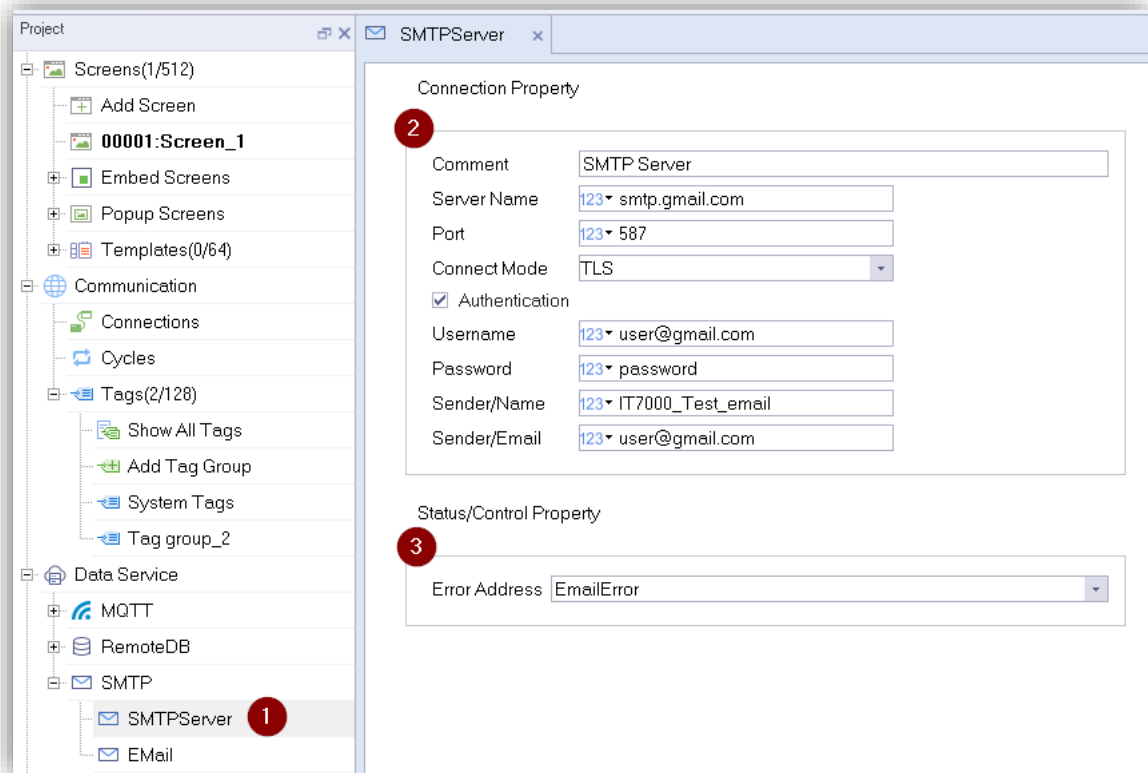 Project
Screens(1/512)
Add Screen
00001:Screen_1
Embed Screens
Popup Screens
Templates(0/64)
Communication
Connections
Cycles
Tags(2/128)
Show All Tags
Add Tag Group
System Tags
Tag group_2
Data Service
MQTT
RemoteDB
SMTP
SMTPServer 1
EMail
SMTPServer x
Connection Property
2
Comment SMTP Server
Server Name 123 smtp.gmail.com
Port 123 587
Connect Mode TLS
Authentication
Username 123 user@gmail.com
Password 123 password
Sender/Name 123 IT7000_Test_email
Sender/Email 123 user@gmail.com
Status/Control Property
3
Error Address EmailError